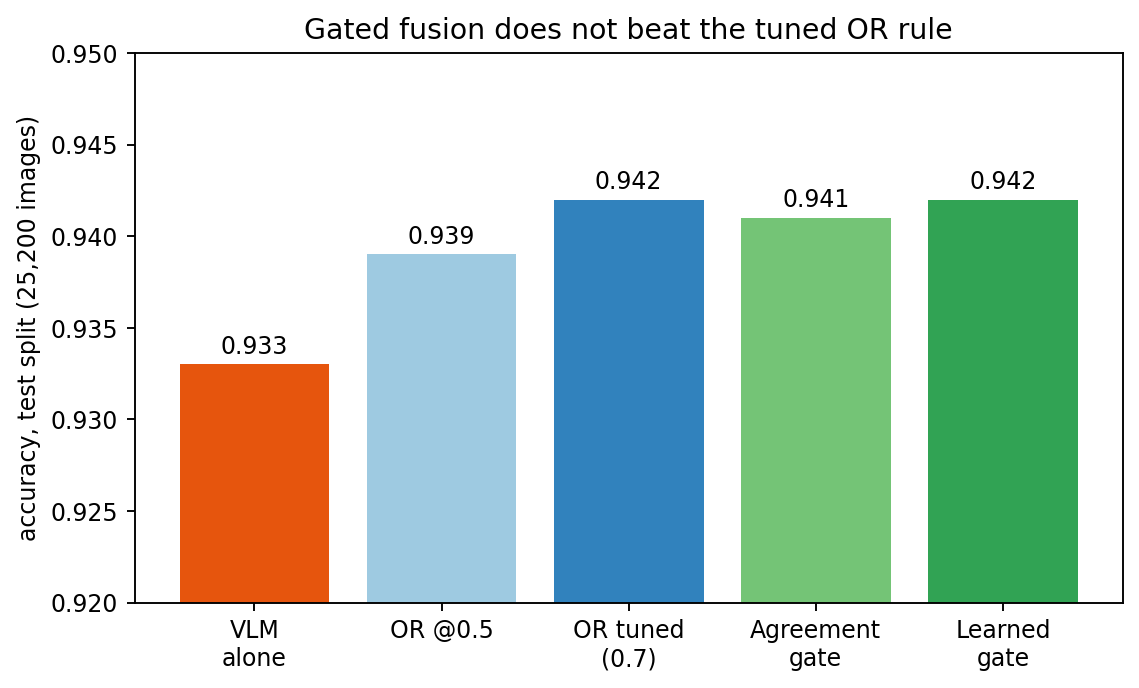 Gated fusion does not beat the tuned OR rule
accuracy, test split (25,200 images)
0.950
0.945
0.940
0.935
0.930
0.925
0.920
0.933
0.939
0.942
0.941
0.942
VLM
alone
OR @0.5
OR tuned
(0.7)
Agreement
gate
Learned
gate